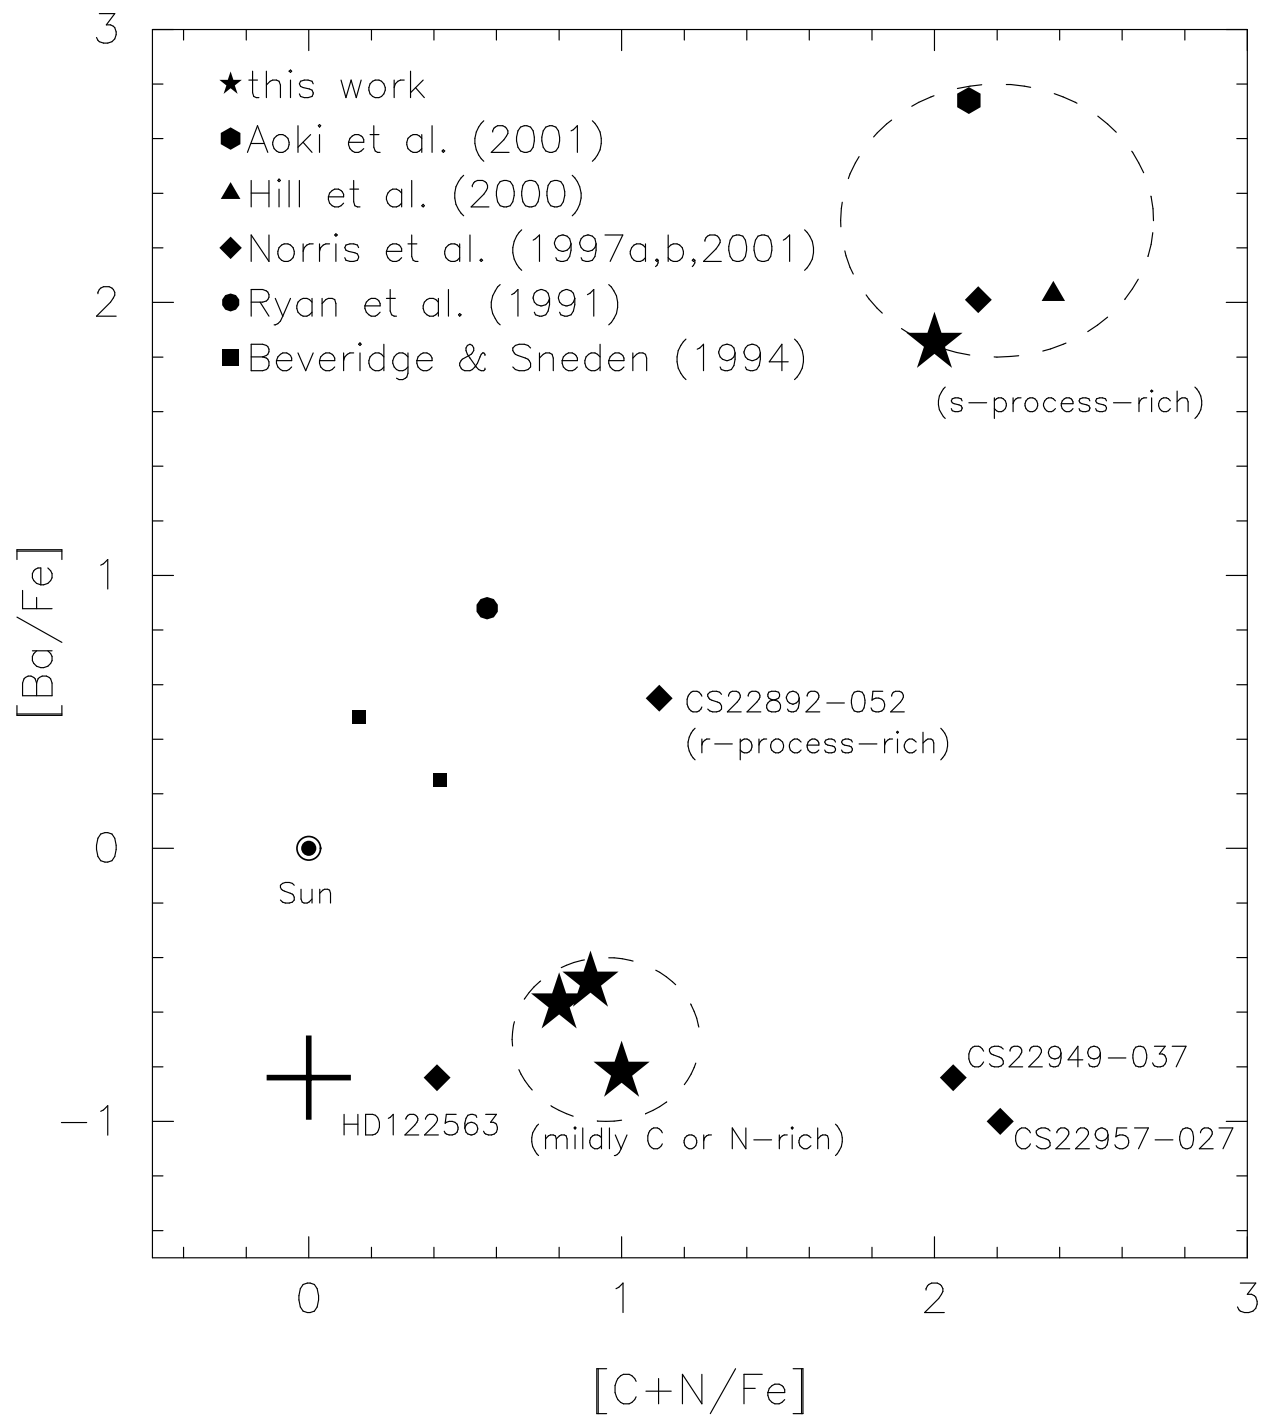 3
★ this work
Aoki et al. (2001)
Hill et al. (2000)
Norris et al. (1997a,b,2001)
Ryan et al. (1991)
Beveridge & Sneden (1994)
2
(s-process-rich)
[Ba/Fe]
1
CS22892-052
(r-process-rich)
0
Sun
CS22949-037
-1
HD122563
(mildly C or N-rich)
CS22957-027
0 1 2 3
[C+N/Fe]